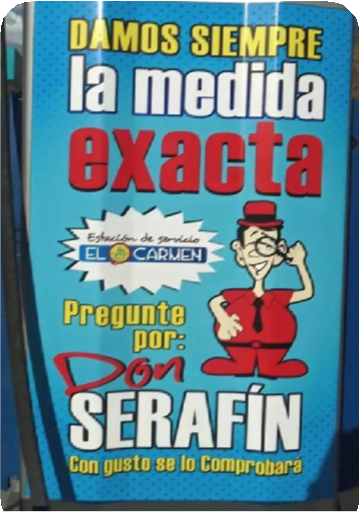 DAMOS SIEMPRE
la medida
exacta
Estación de servicio
EL CARMEN
Pregunte
por:
Don
SERAFÍN
Con gusto se lo Comprobará